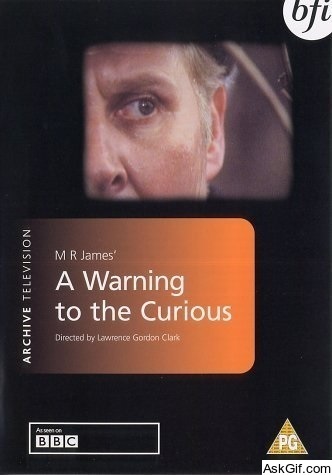 bfi
ARCHIVE TELEVISION
M R James'
A Warning
to the Curious
Directed by Lawrence Gordon Clark
As seen on
BBC
PG
AskGif.com